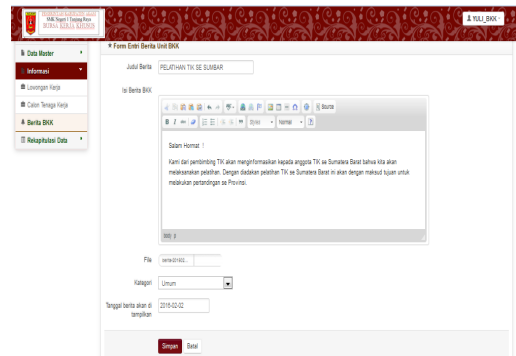 SMK Negeri 1 Tanjung Raya
BURSA KERJA KHUSUS
YULI_BKK
Data Master
Informasi
Lowongan Kerja
Calon Tenaga Kerja
Berita BKK
Rekapitulasi Data
Form Entri Berita Unit BKK
Judul Berita
PELATIHAN TIK SE SUMBAR
Isi Berita BKK
Source
B I
Styles
Normal
Salam Hormat !
Kami dari pembimbing TIK akan menginformasikan kepada anggota TIK se Sumatera Barat bahwa kita akan
melaksanakan pelatihan. Dengan diadakan pelatihan TIK se Sumatera Barat ini akan dengan maksud tujuan untuk
melakukan pertandingan se Provinsi.
body p
File
Kategori
Umum
Tanggal berita akan di
tampilkan
2016-02-02
Simpan
Batal